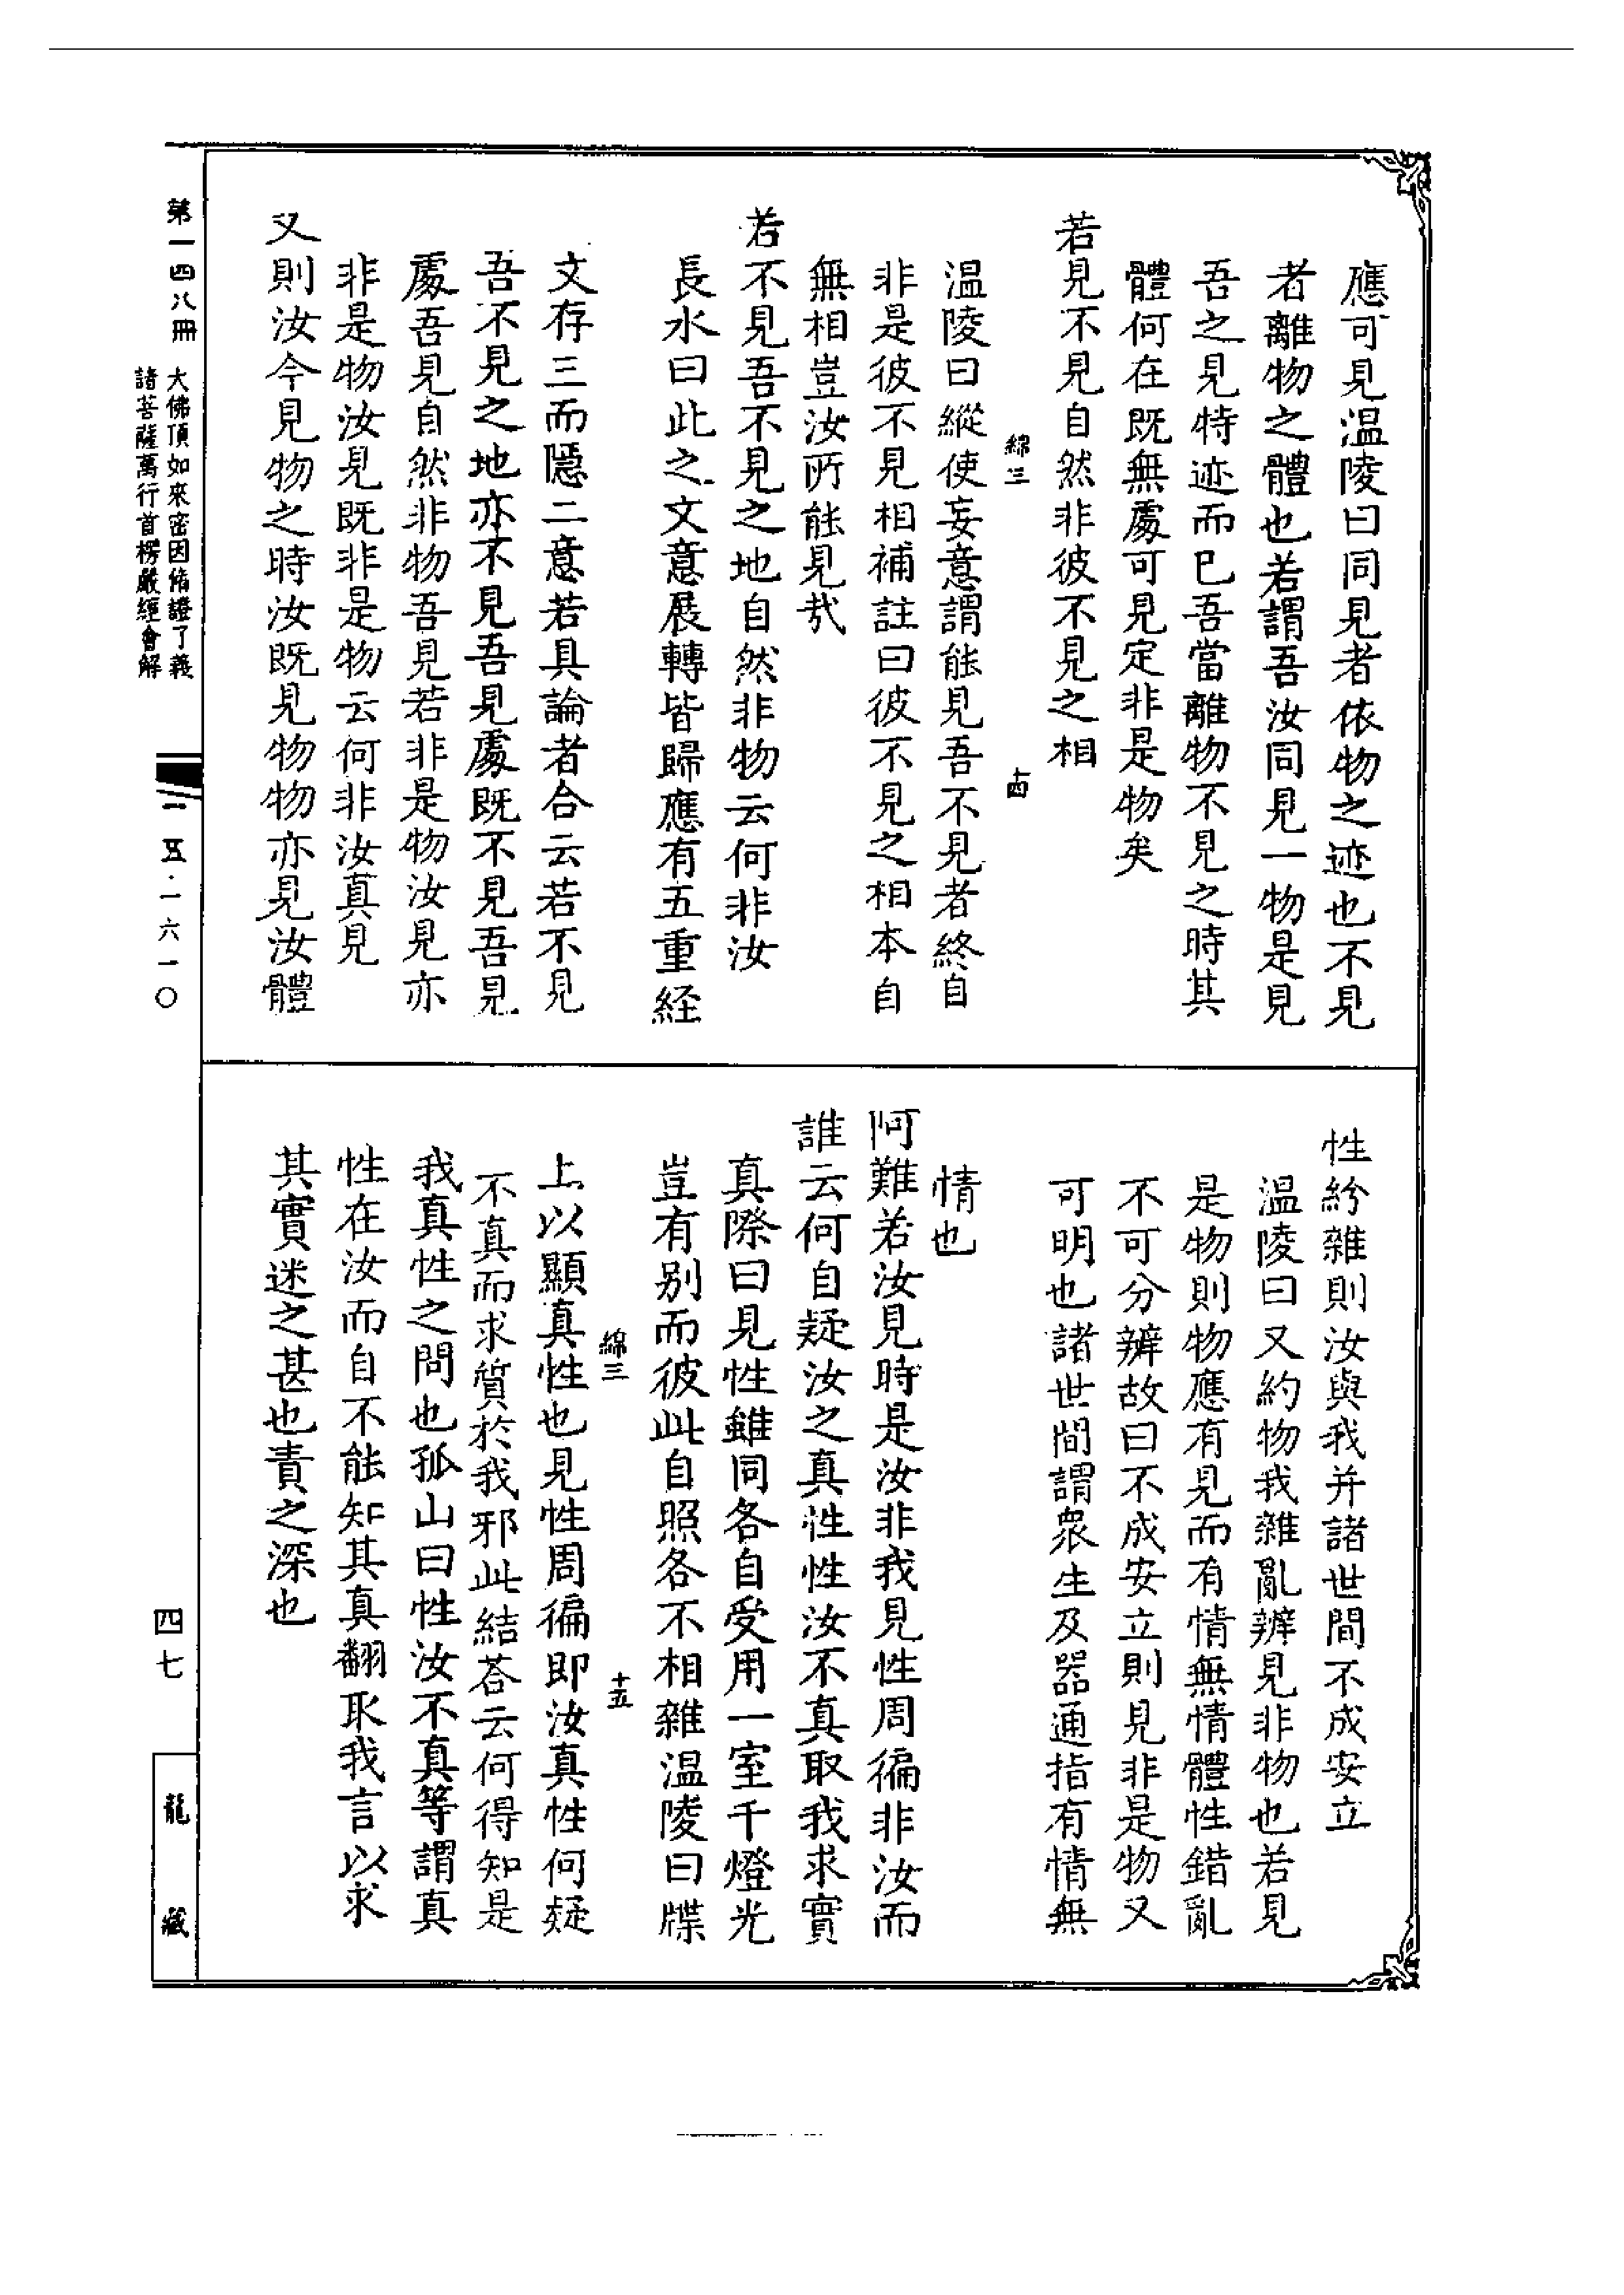 應可見温陵曰同見者依物之迹也不見
者離物之體也若謂吾汝同見一物是見
吾之見特迹而已吾當離物不見之時其
體何在既無處可見定非是物矣
若見不見自然非彼不見之相
綿三
十四
温陵曰縱使妄意謂能見吾不見者終自
非是彼不見相補註曰彼不見之相本自
無相豈汝所能見哉
若不見吾不見之地自然非物云何非汝
長水曰此之文意展轉皆歸應有五重経
文存三而隱二意若具論者合云若不見
吾不見之地亦不見吾見處既不見吾見
處吾見自然非物吾見若非是物汝見亦
非是物汝見既非是物云何非汝真見
又則汝今見物之時汝既見物物亦見汝體
性紛雜則汝與我并諸世間不成安立
温陵曰又約物我雜亂辨見非物也若見
是物則物應有見而有情無情體性錯亂
不可分辨故曰不成安立則見非是物又
可明也諸世間謂衆生及器通指有情無
情也
阿難若汝見時是汝非我見性周徧非汝而
誰云何自疑汝之真性性汝不真取我求實
真際曰見性雖同各自受用一室千燈光
豈有别而彼此自照各不相雜温陵曰牒
綿三
十五
上以顯真性也見性周徧即汝真性何疑
不真而求質於我邪此結荅云何得知是
我真性之問也孤山曰性汝不真等謂真
性在汝而自不能知其真翻取我言以求
其實迷之甚也責之深也
第一四八冊
大佛頂如來密因脩證了義
諸菩薩萬行首楞嚴經會解
一五·一六一〇
四七
龍藏